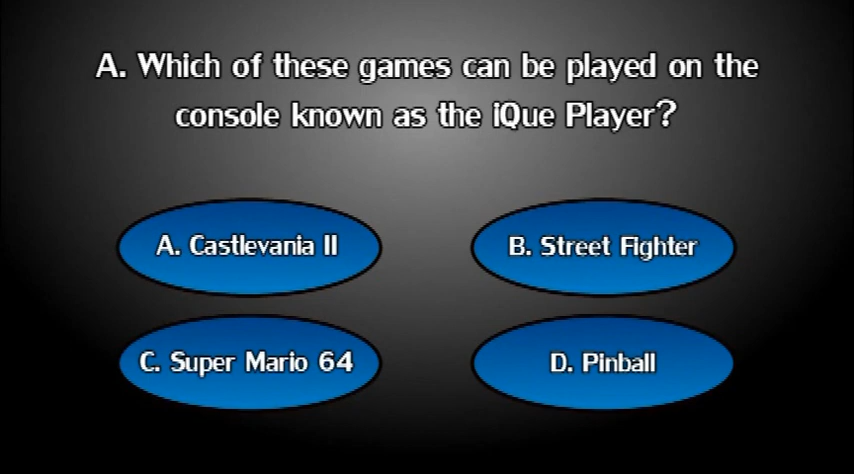 A. Which of these games can be played on the
console known as the iQue Player?
A. Castlevania II
B. Street Fighter
C. Super Mario 64
D. Pinball